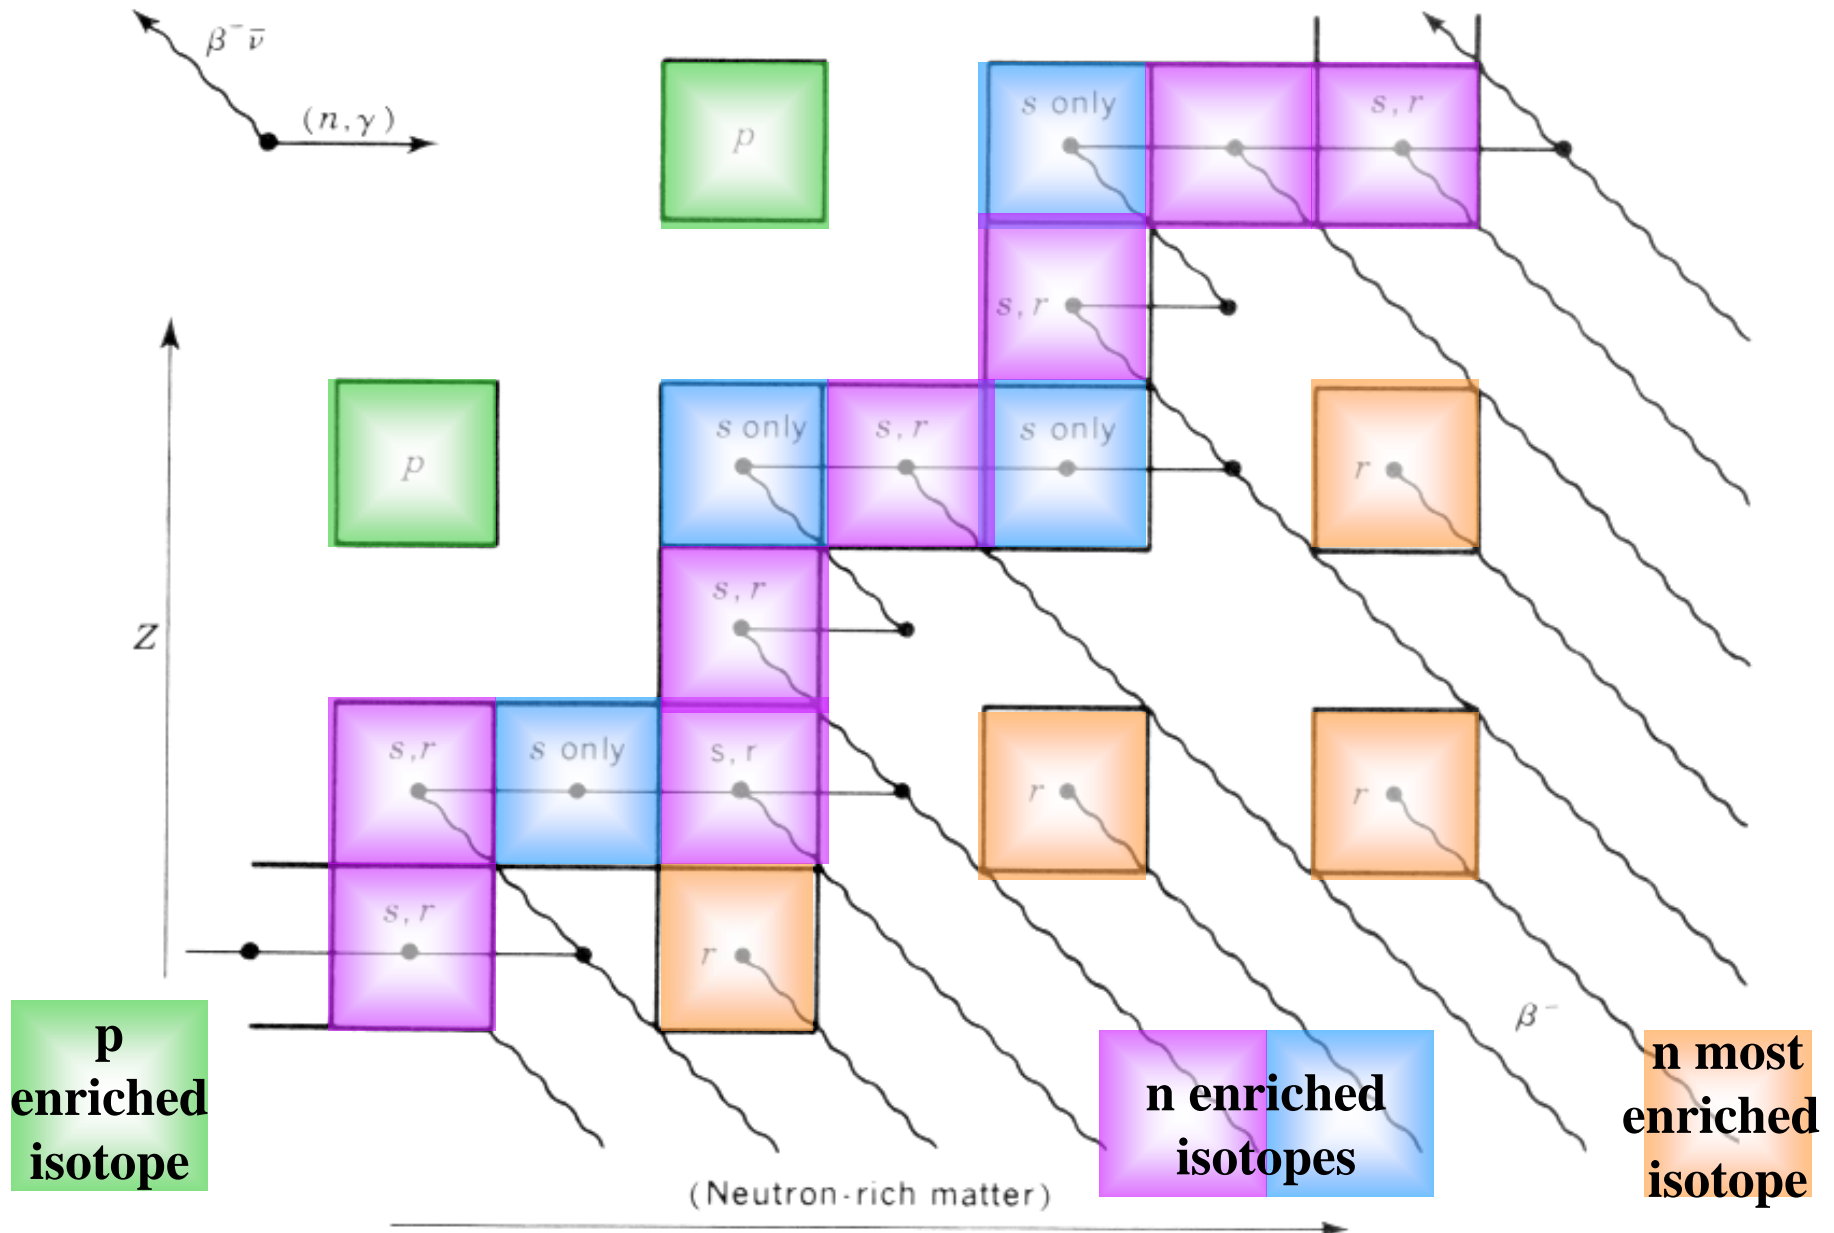 β⁻ ν̄
(n,γ)
p
s only
s, r
s, r
p
s only
s, r
s only
r
s, r
Z
s,r
s only
s, r
r
r
s, r
r
β⁻
p
enriched
isotope
n enriched
isotopes
n most
enriched
isotope
(Neutron-rich matter)